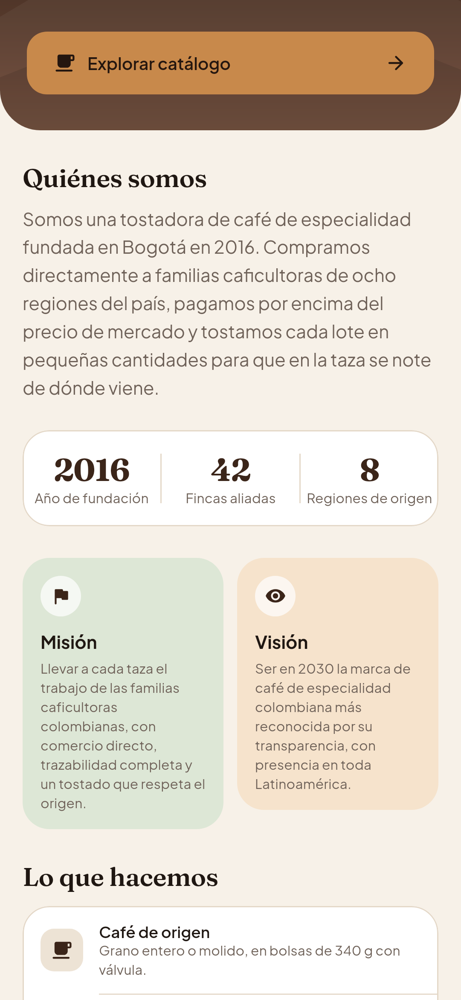 Explorar catálogo
Quiénes somos
Somos una tostadora de café de especialidad
fundada en Bogotá en 2016. Compramos
directamente a familias caficultoras de ocho
regiones del país, pagamos por encima del
precio de mercado y tostamos cada lote en
pequeñas cantidades para que en la taza se note
de dónde viene.
2016
Año de fundación
42
Fincas aliadas
8
Regiones de origen
Misión
Llevar a cada taza el
trabajo de las familias
caficultoras
colombianas, con
comercio directo,
trazabilidad completa y
un tostado que respeta el
origen.
Visión
Ser en 2030 la marca de
café de especialidad
colombiana más
reconocida por su
transparencia, con
presencia en toda
Latinoamérica.
Lo que hacemos
Café de origen
Grano entero o molido, en bolsas de 340 g con
válvula.